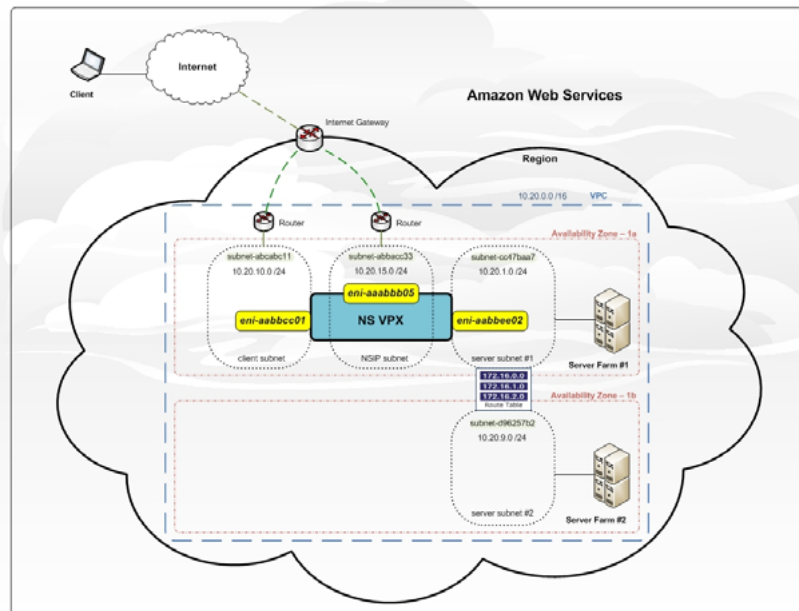 Internet
Client
Amazon Web Services
Internet Gateway
Region
10.20.0.0 /16 VPC
Router
Router
Availability Zone – 1a
subnet-abcabc11
10.20.10.0 /24
subnet-abbacc33
10.20.15.0 /24
subnet-cc47baa7
10.20.1.0 /24
eni-aaabbb05
eni-aabbcc01
NS VPX
eni-aabbee02
client subnet
NSIP subnet
server subnet #1
Server Farm #1
172.16.0.0
172.16.1.0
172.16.2.0
Route Table
Availability Zone – 1b
subnet-d96257b2
10.20.9.0 /24
server subnet #2
Server Farm #2